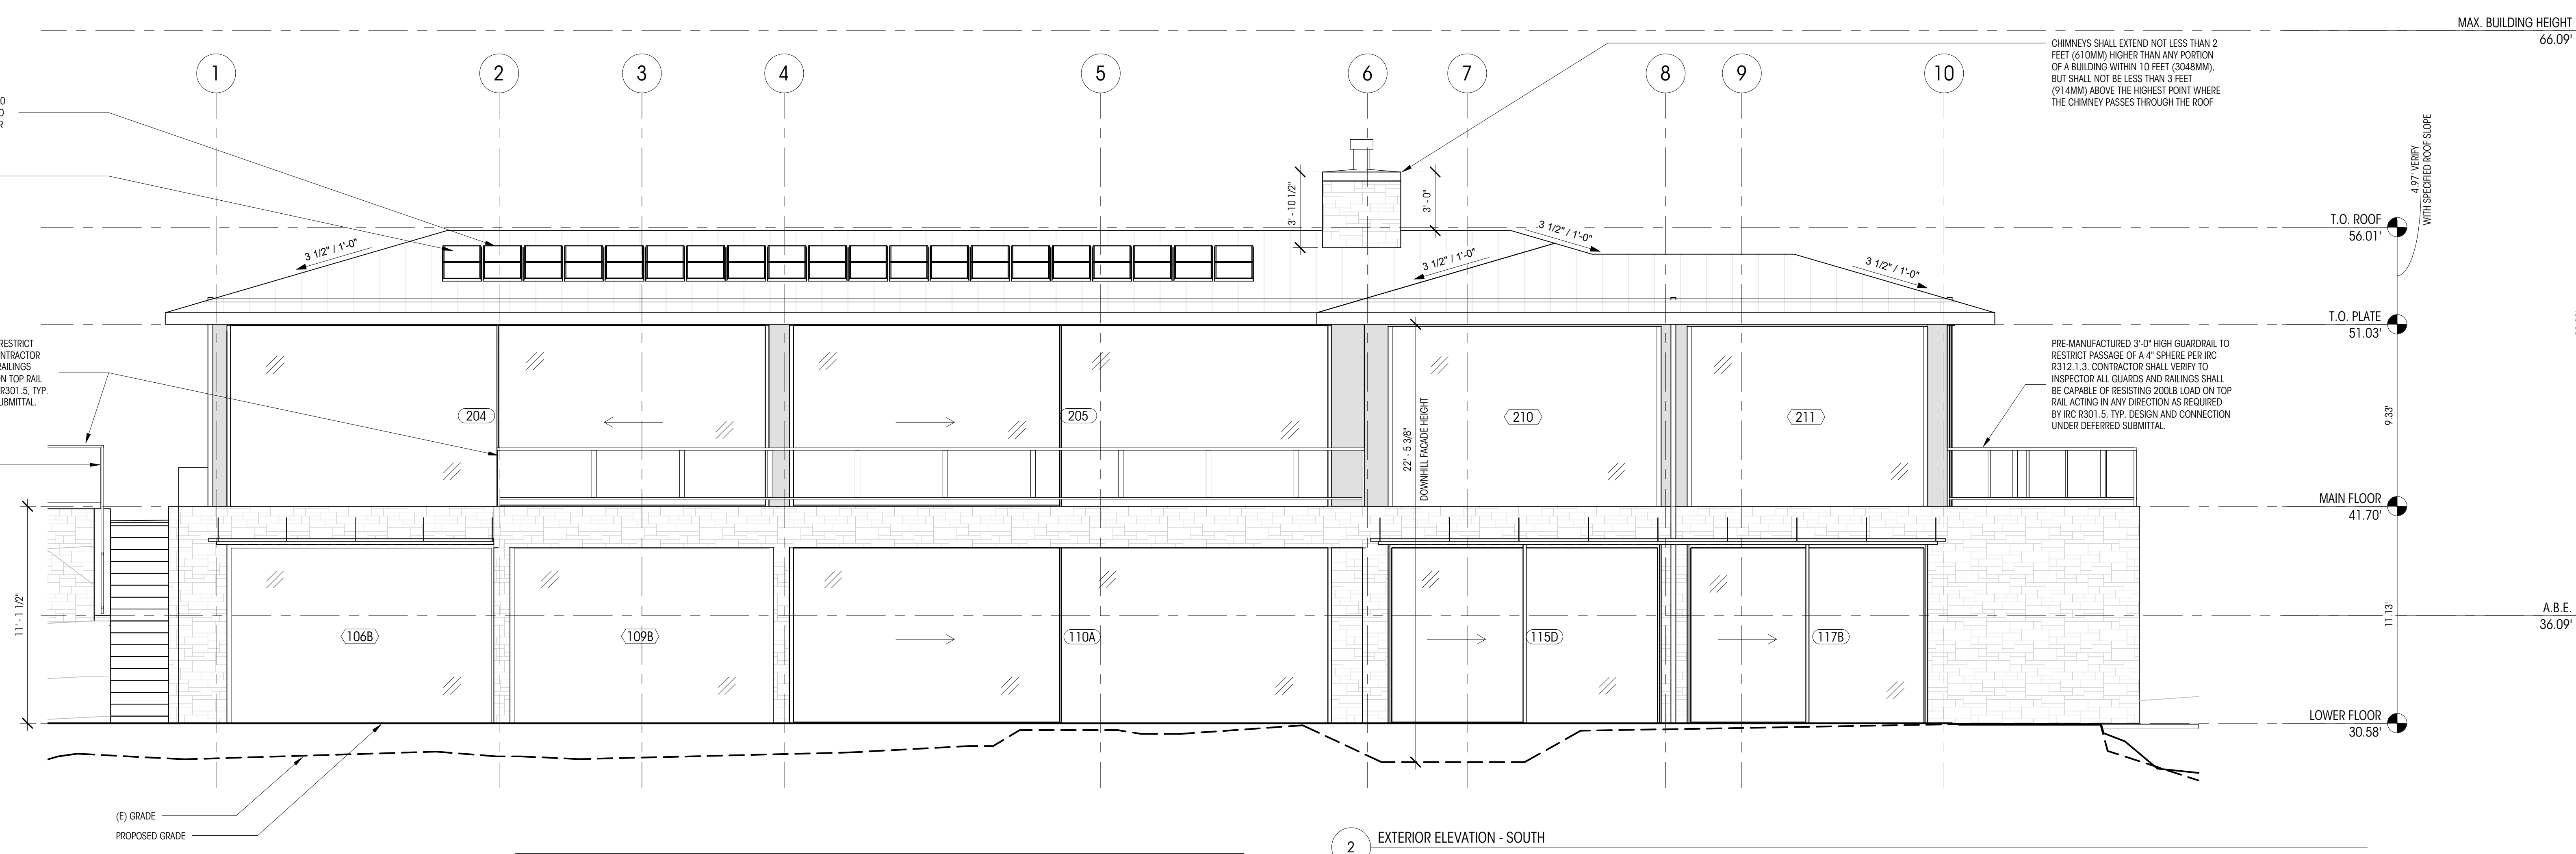 MAX. BUILDING HEIGHT
66.09'
1
2
3
4
5
6
7
8
9
10
CHIMNEYS SHALL EXTEND NOT LESS THAN 2
FEET (610MM) HIGHER THAN ANY PORTION
OF A BUILDING WITHIN 10 FEET (3048MM),
BUT SHALL NOT BE LESS THAN 3 FEET
(914MM) ABOVE THE HIGHEST POINT WHERE
THE CHIMNEY PASSES THROUGH THE ROOF
4.97' VERIFY
WITH SPECIFIED ROOF SLOPE
3' - 10 1/2"
3' - 0"
T.O. ROOF
56.01'
3 1/2" / 1'-0"
3 1/2" / 1'-0"
3 1/2" / 1'-0"
3 1/2" / 1'-0"
T.O. PLATE
51.03'
RESTRICT
NTRACTOR
RAILINGS
ON TOP RAIL
R301.5, TYP.
UBMITTAL.
PRE-MANUFACTURED 3'-0" HIGH GUARDRAIL TO
RESTRICT PASSAGE OF A 4" SPHERE PER IRC
R312.1.3. CONTRACTOR SHALL VERIFY TO
INSPECTOR ALL GUARDS AND RAILINGS SHALL
BE CAPABLE OF RESISTING 200LB LOAD ON TOP
RAIL ACTING IN ANY DIRECTION AS REQUIRED
BY IRC R301.5, TYP. DESIGN AND CONNECTION
UNDER DEFERRED SUBMITTAL.
204
205
210
211
9.33'
22' - 5 3/8"
DOWNHILL FACADE HEIGHT
MAIN FLOOR
41.70'
11' - 1 1/2"
11.13'
A.B.E.
36.09'
106B
109B
110A
115D
117B
LOWER FLOOR
30.58'
(E) GRADE
PROPOSED GRADE
2
EXTERIOR ELEVATION - SOUTH